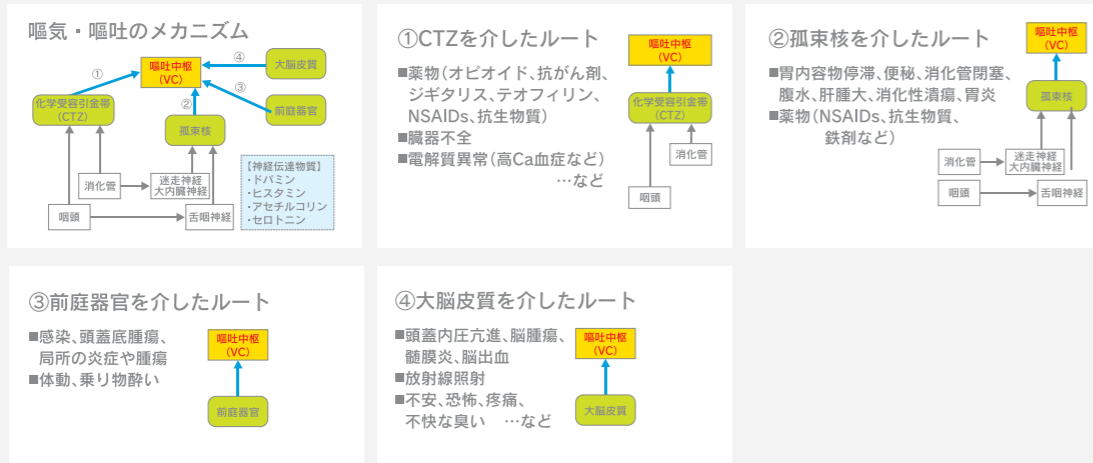 嘔気・嘔吐のメカニズム
嘔吐中枢
(VC)
④
大脳皮質
①
③
化学受容引金帯
(CTZ)
②
前庭器官
孤束核
消化管
迷走神経
大内臓神経
咽頭
舌咽神経
【神経伝達物質】
・ドパミン
・ヒスタミン
・アセチルコリン
・セロトニン
①CTZを介したルート
■薬物(オピオイド、抗がん剤、
ジギタリス、テオフィリン、
NSAIDs、抗生物質)
■臓器不全
■電解質異常(高Ca血症など)
…など
嘔吐中枢
(VC)
化学受容引金帯
(CTZ)
消化管
咽頭
②孤束核を介したルート
■胃内容物停滞、便秘、消化管閉塞、
腹水、肝腫大、消化性潰瘍、胃炎
■薬物(NSAIDs、抗生物質、
鉄剤など)
嘔吐中枢
(VC)
孤束核
消化管
迷走神経
大内臓神経
咽頭
舌咽神経
③前庭器官を介したルート
■感染、頭蓋底腫瘍、
局所の炎症や腫瘍
■体動、乗り物酔い
嘔吐中枢
(VC)
前庭器官
④大脳皮質を介したルート
■頭蓋内圧亢進、脳腫瘍、
髄膜炎、脳出血
■放射線照射
■不安、恐怖、疼痛、
不快な臭い …など
嘔吐中枢
(VC)
大脳皮質